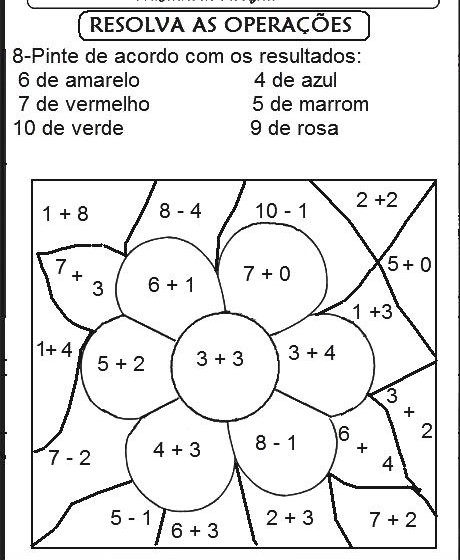 RESOLVA AS OPERAÇÕES
8-Pinte de acordo com os resultados:
6 de amarelo 4 de azul
7 de vermelho 5 de marrom
10 de verde 9 de rosa
1 + 8 8 - 4 10 - 1 2 +2
7 + 3 6 + 1 7 + 0 5 + 0
1 +3
1+ 4 5 + 2 3 + 3 3 + 4
3 + 2
7 - 2 4 + 3 8 - 1 6 + 4
5 - 1 6 + 3 2 + 3 7 + 2